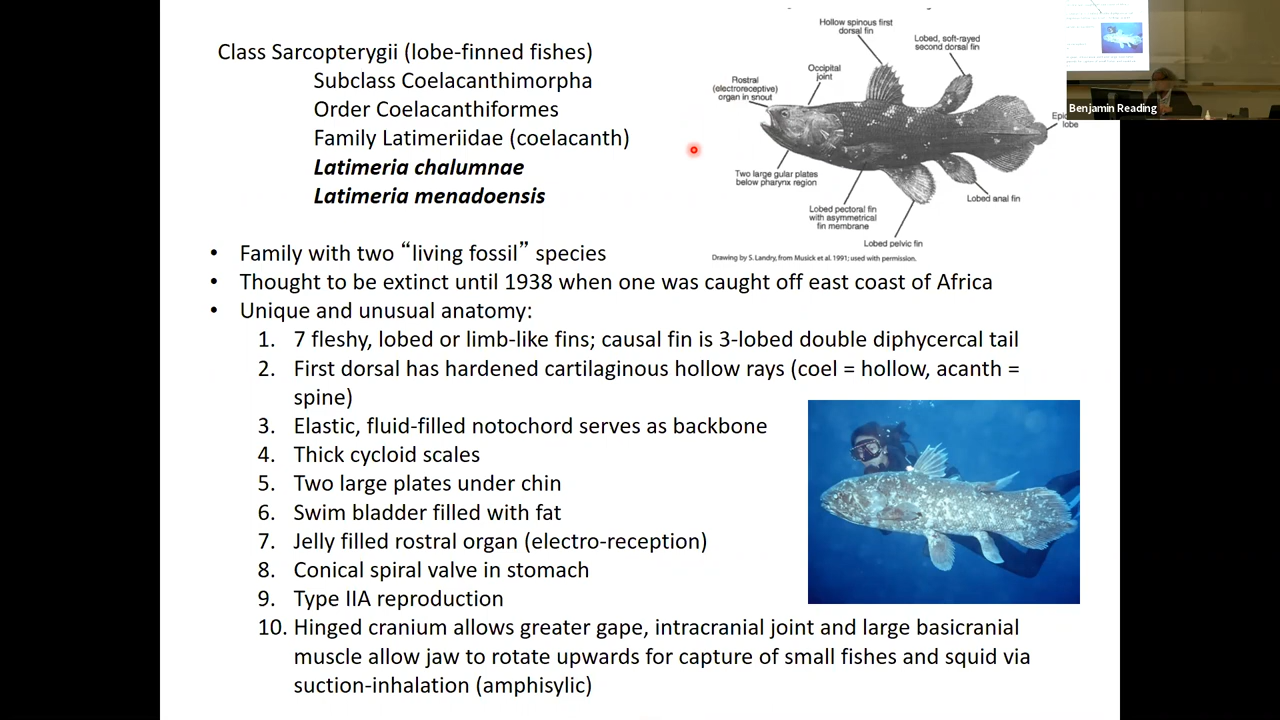 Class Sarcopterygii (lobe-finned fishes)
Subclass Coelacanthimorpha
Order Coelacanthiformes
Family Latimeriidae (coelacanth)
Latimeria chalumnae
Latimeria menadoensis
Hollow spinous first
dorsal fin
Lobed, soft-rayed
second dorsal fin
Occipital
joint
Rostral
(electroreceptive)
organ in snout
lobe
Two large gular plates
below pharynx region
Lobed pectoral fin
with asymmetrical
fin membrane
Lobed anal fin
Lobed pelvic fin
Drawing by S. Landry, from Musick et al. 1991; used with permission.
Benjamin Reading
• Family with two “living fossil” species
• Thought to be extinct until 1938 when one was caught off east coast of Africa
• Unique and unusual anatomy:
1. 7 fleshy, lobed or limb-like fins; causal fin is 3-lobed double diphycercal tail
2. First dorsal has hardened cartilaginous hollow rays (coel = hollow, acanth =
spine)
3. Elastic, fluid-filled notochord serves as backbone
4. Thick cycloid scales
5. Two large plates under chin
6. Swim bladder filled with fat
7. Jelly filled rostral organ (electro-reception)
8. Conical spiral valve in stomach
9. Type IIA reproduction
10. Hinged cranium allows greater gape, intracranial joint and large basicranial
muscle allow jaw to rotate upwards for capture of small fishes and squid via
suction-inhalation (amphisylic)